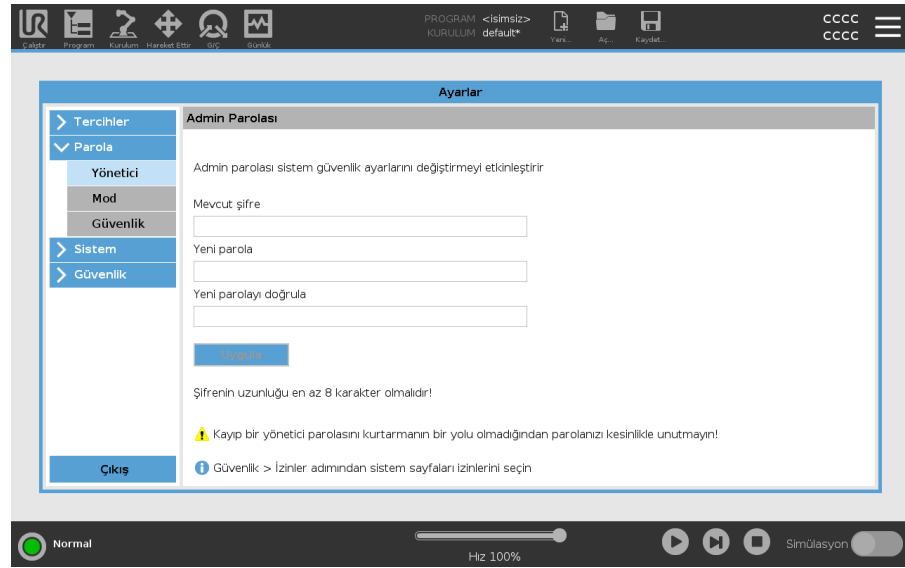 PROGRAM <isimsiz>
KURULUM default*
Çalıştır Program Kurulum Hareket Ettir G/Ç Günlük
Yeni... Aç... Kaydet...
cccc
cccc
Ayarlar
Tercihler
Parola
Yönetici
Mod
Güvenlik
Sistem
Güvenlik
Çıkış
Admin Parolası
Admin parolası sistem güvenlik ayarlarını değiştirmeyi etkinleştirir
Mevcut şifre
Yeni parola
Yeni parolayı doğrula
Uygula
Şifrenin uzunluğu en az 8 karakter olmalıdır!
Kayıp bir yönetici parolasını kurtarmanın bir yolu olmadığından parolanızı kesinlikle unutmayın!
Güvenlik > İzinler adımından sistem sayfaları izinlerini seçin
Normal
Hız 100%
Simülasyon